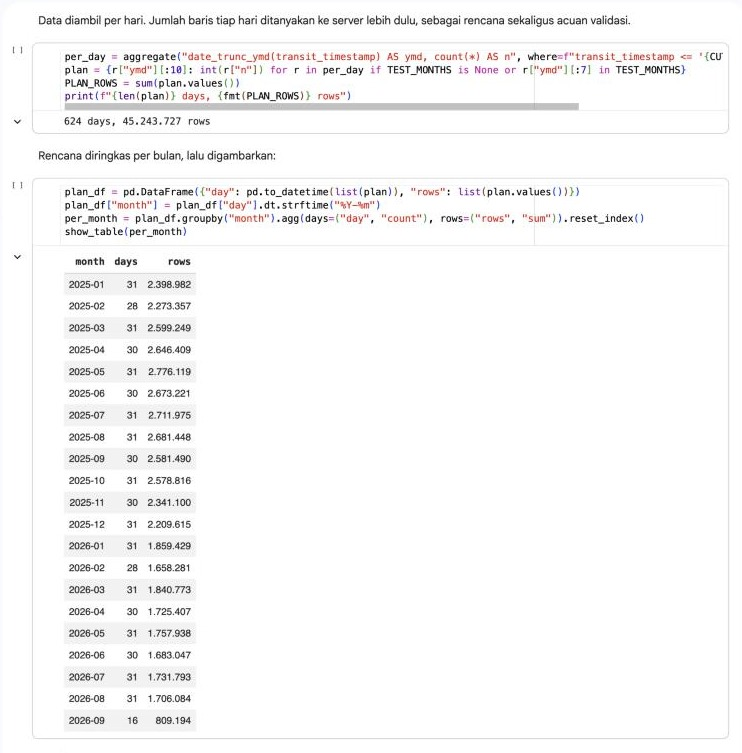 Data diambil per hari. Jumlah baris tiap hari ditanyakan ke server lebih dulu, sebagai rencana sekaligus acuan validasi.
[ ]
per_day = aggregate("date_trunc_ymd(transit_timestamp) AS ymd, count(*) AS n", where=f"transit_timestamp <= '{CU
plan = {r["ymd"][:10]: int(r["n"]) for r in per_day if TEST_MONTHS is None or r["ymd"][:7] in TEST_MONTHS}
PLAN_ROWS = sum(plan.values())
print(f"{len(plan)} days, {fmt(PLAN_ROWS)} rows")
624 days, 45.243.727 rows
Rencana diringkas per bulan, lalu digambarkan:
[ ]
plan_df = pd.DataFrame({"day": pd.to_datetime(list(plan)), "rows": list(plan.values())})
plan_df["month"] = plan_df["day"].dt.strftime("%Y-%m")
per_month = plan_df.groupby("month").agg(days=("day", "count"), rows=("rows", "sum")).reset_index()
show_table(per_month)
month days rows
2025-01 31 2.398.982
2025-02 28 2.273.357
2025-03 31 2.599.249
2025-04 30 2.646.409
2025-05 31 2.776.119
2025-06 30 2.673.221
2025-07 31 2.711.975
2025-08 31 2.681.448
2025-09 30 2.581.490
2025-10 31 2.578.816
2025-11 30 2.341.100
2025-12 31 2.209.615
2026-01 31 1.859.429
2026-02 28 1.658.281
2026-03 31 1.840.773
2026-04 30 1.725.407
2026-05 31 1.757.938
2026-06 30 1.683.047
2026-07 31 1.731.793
2026-08 31 1.706.084
2026-09 16 809.194